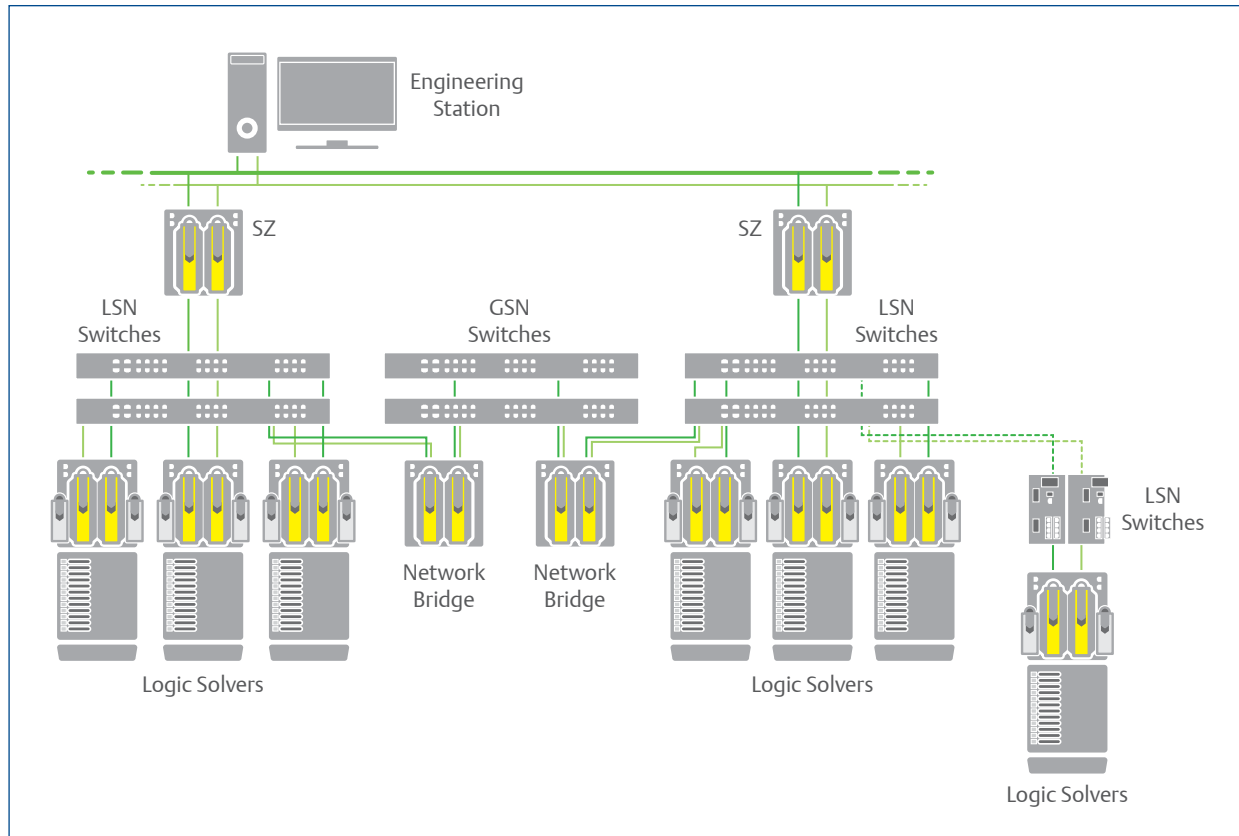 Engineering
Station
SZ
SZ
LSN
Switches
GSN
Switches
LSN
Switches
LSN
Switches
Network
Bridge
Network
Bridge
Logic Solvers
Logic Solvers
Logic Solvers